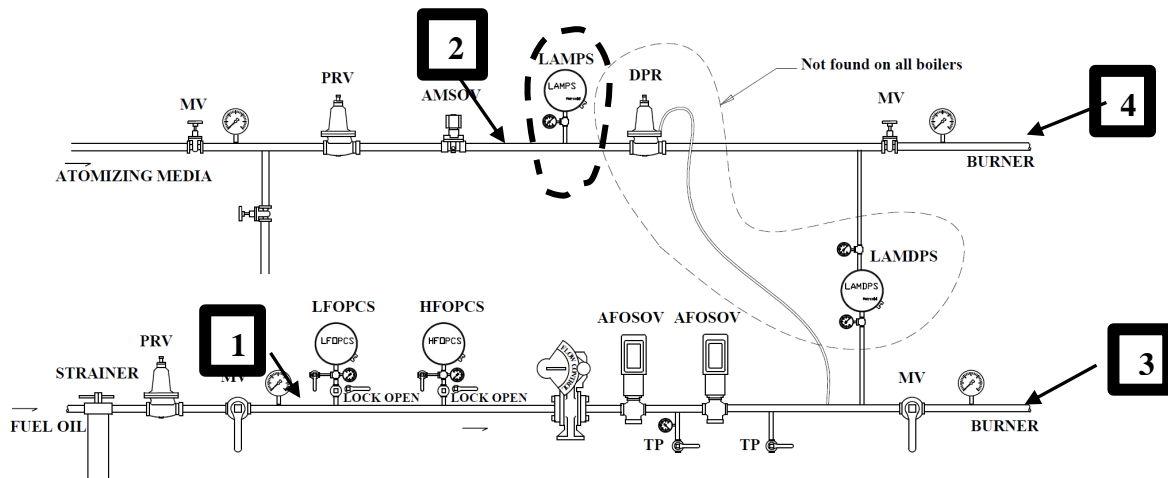 2
4
LAMPS
PRV
DPR
Not found on all boilers
MV
AMSOV
MV
LAMPS
ATOMIZING MEDIA
BURNER
LAMDPS
LAMDPS
LFOPCS
HFOPCS
AFOSOV
AFOSOV
1
3
PRV
LFOPCS
HFOPCS
FLOW CONTROL
STRAINER
MV
MV
LOCK OPEN
LOCK OPEN
FUEL OIL
BURNER
TP
TP